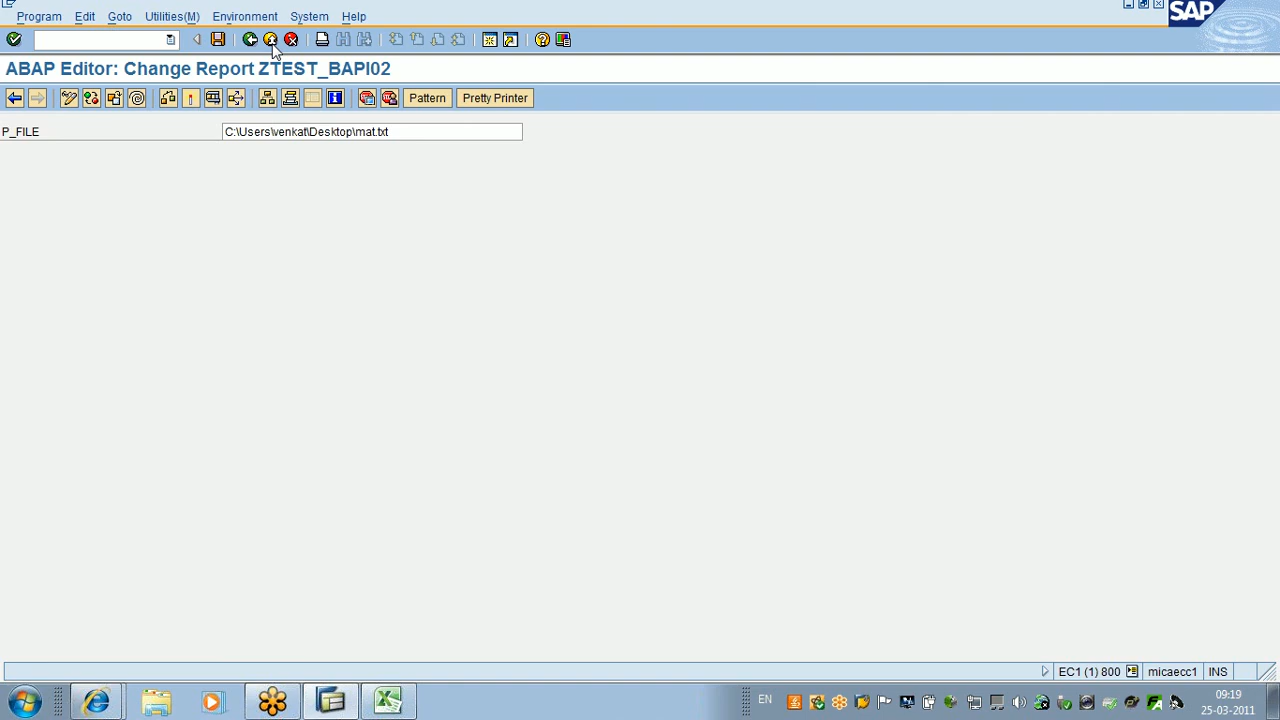 Program Edit Goto Utilities(M) Environment System Help
SAP
ABAP Editor: Change Report ZTEST_BAPI02
Pattern Pretty Printer
P_FILE C:\Users\venkat\Desktop\mat.txt
EC1 (1) 800 micaecc1 INS
EN 09:19
25-03-2011